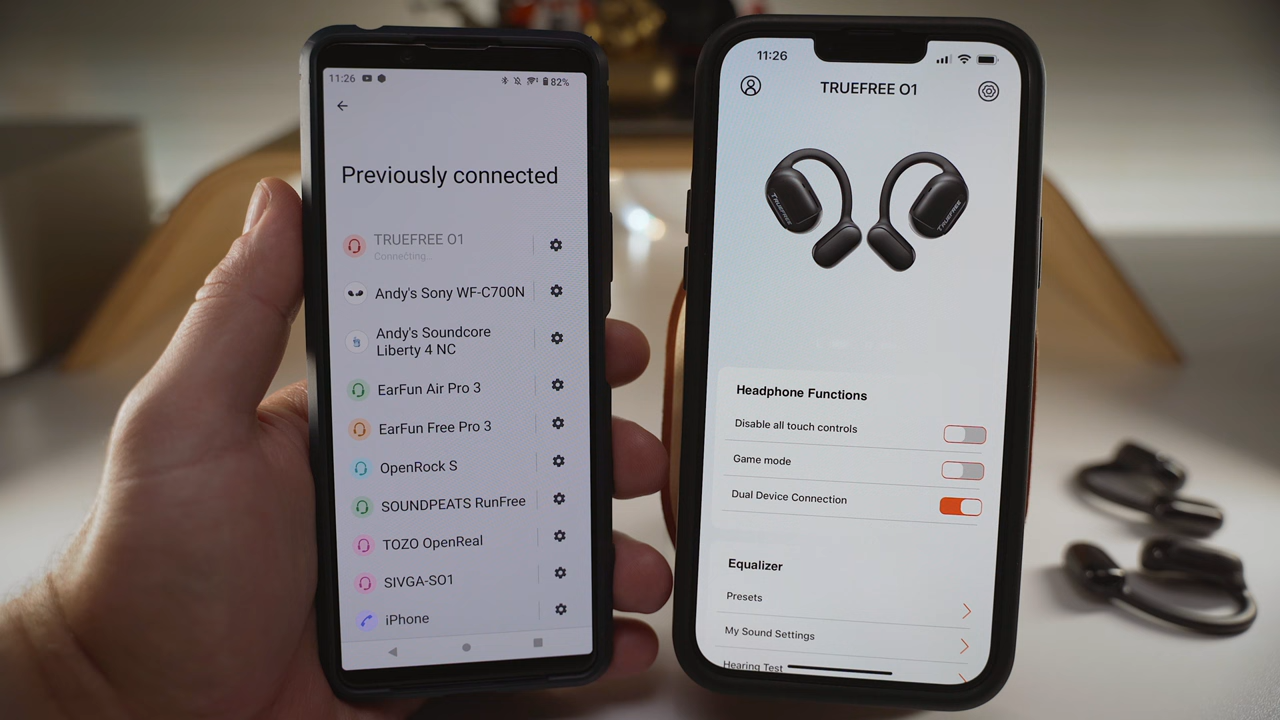 11:26
82%
Previously connected
TRUEFREE O1
Connecting...
Andy's Sony WF-C700N
Andy's Soundcore
Liberty 4 NC
EarFun Air Pro 3
EarFun Free Pro 3
OpenRock S
SOUNDPEATS RunFree
TOZO OpenReal
SIVGA-SO1
iPhone
11:26
TRUEFREE O1
TRUEFREE
TRUEFREE
Headphone Functions
Disable all touch controls
Game mode
Dual Device Connection
Equalizer
Presets
My Sound Settings
Hearing Test